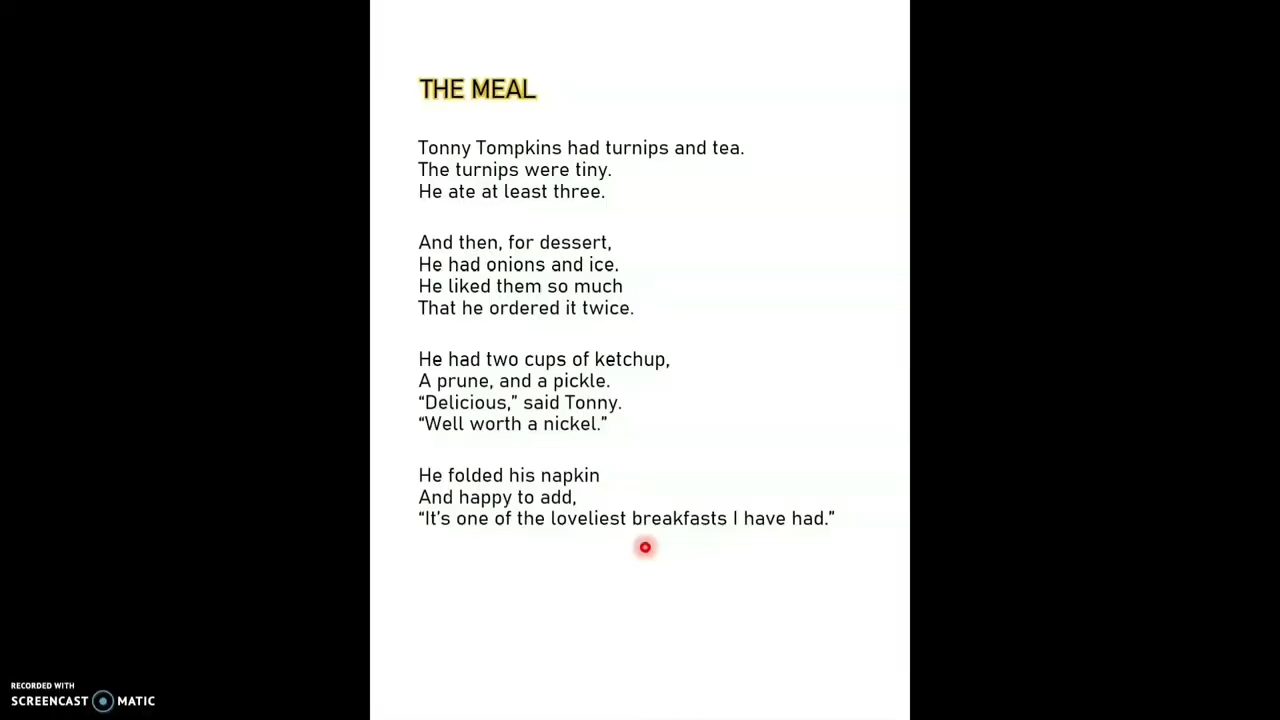 THE MEAL
Tonny Tompkins had turnips and tea.
The turnips were tiny.
He ate at least three.
And then, for dessert,
He had onions and ice.
He liked them so much
That he ordered it twice.
He had two cups of ketchup,
A prune, and a pickle.
“Delicious,” said Tonny.
“Well worth a nickel.”
He folded his napkin
And happy to add,
“It’s one of the loveliest breakfasts I have had.”
RECORDED WITH
SCREENCAST MATIC